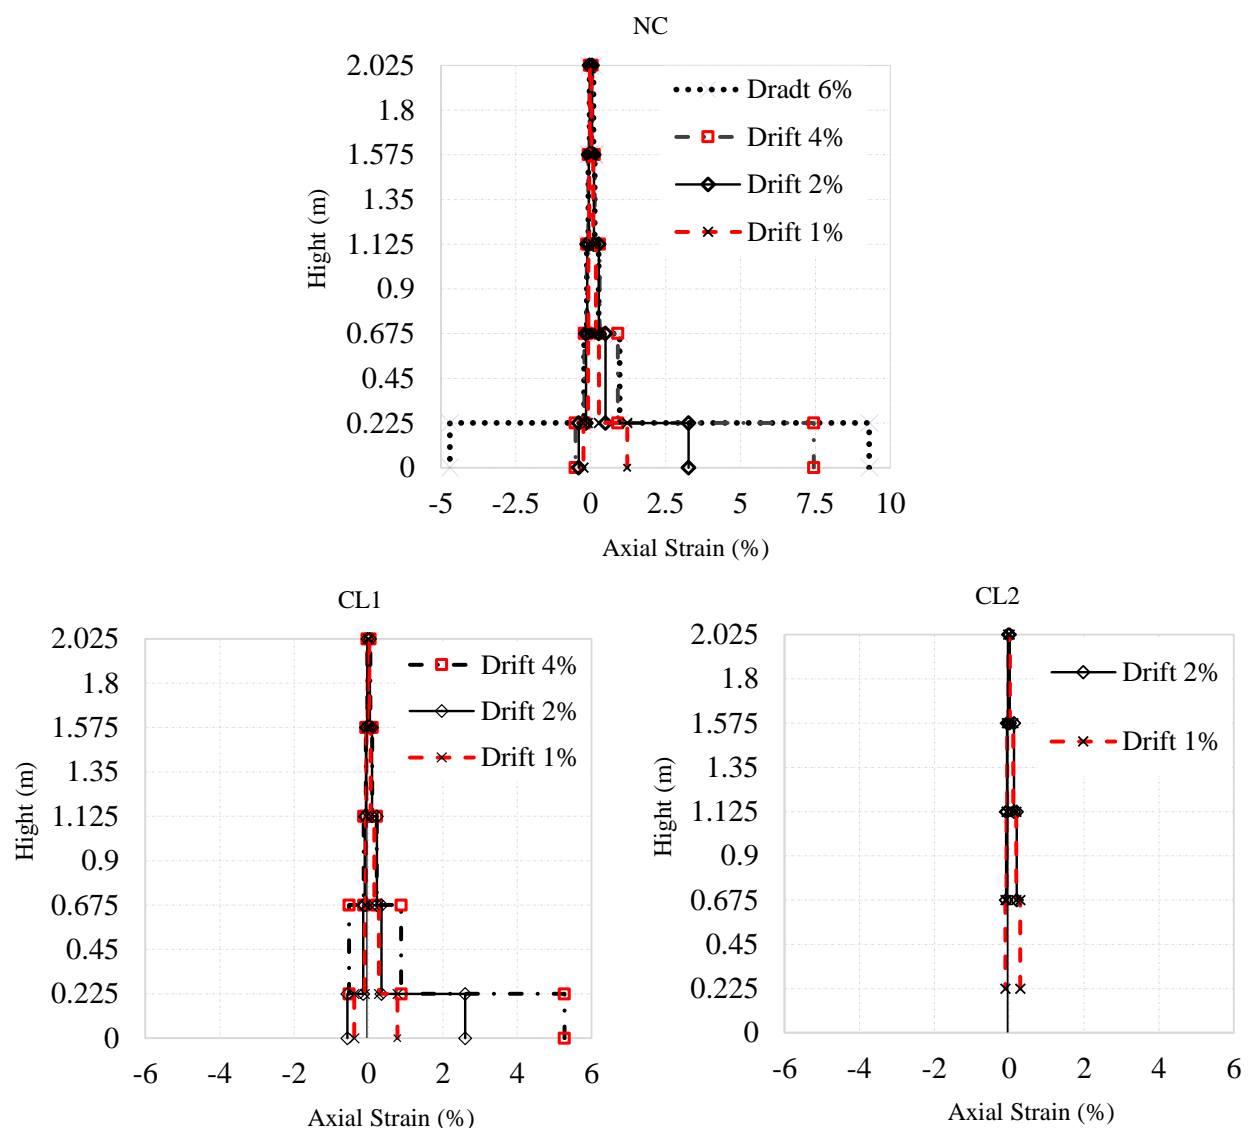 NC
2.025
1.8
1.575
1.35
1.125
0.9
0.675
0.45
0.225
0
Hight (m)
Dradt 6%
Drift 4%
Drift 2%
Drift 1%
-5 -2.5 0 2.5 5 7.5 10
Axial Strain (%)
CL1
2.025
1.8
1.575
1.35
1.125
0.9
0.675
0.45
0.225
0
Hight (m)
Drift 4%
Drift 2%
Drift 1%
-6 -4 -2 0 2 4 6
Axial Strain (%)
CL2
2.025
1.8
1.575
1.35
1.125
0.9
0.675
0.45
0.225
0
Hight (m)
Drift 2%
Drift 1%
-6 -4 -2 0 2 4 6
Axial Strain (%)